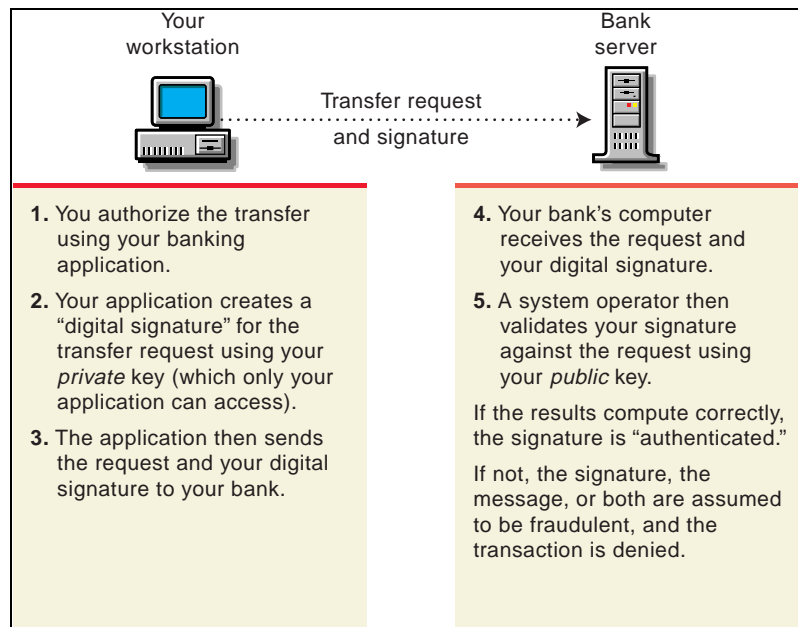 Your
workstation
Bank
server
Transfer request
and signature
1. You authorize the transfer
using your banking
application.
2. Your application creates a
“digital signature” for the
transfer request using your
private key (which only your
application can access).
3. The application then sends
the request and your digital
signature to your bank.
4. Your bank’s computer
receives the request and
your digital signature.
5. A system operator then
validates your signature
against the request using
your public key.
If the results compute correctly,
the signature is “authenticated.”
If not, the signature, the
message, or both are assumed
to be fraudulent, and the
transaction is denied.